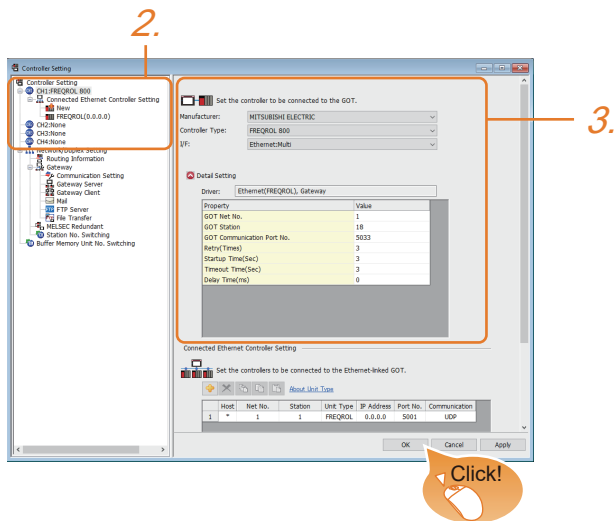 2.
Controller Setting
Controller Setting
CH1:FREQROL 800
Connected Ethernet Controller Setting
New
FREQROL(0.0.0.0)
CH2:None
CH3:None
CH4:None
Network/Duplex Setting
Routing Information
Gateway
Communication Setting
Gateway Server
Gateway Client
Mail
FTP Server
File Transfer
MELSEC Redundant
Station No. Switching
Buffer Memory Unit No. Switching
Set the controller to be connected to the GOT.
Manufacturer: MITSUBISHI ELECTRIC
Controller Type: FREQROL 800
I/F: Ethernet:Multi
3.
Detail Setting
Driver: Ethernet(FREQROL), Gateway
Property Value
GOT Net No. 1
GOT Station 18
GOT Communication Port No. 5033
Retry(Times) 3
Startup Time(Sec) 3
Timeout Time(Sec) 3
Delay Time(ms) 0
Connected Ethernet Controller Setting
Set the controllers to be connected to the Ethernet-linked GOT.
About Unit Type
Host Net No. Station Unit Type IP Address Port No. Communication
1 * 1 1 FREQROL 0.0.0.0 5001 UDP
OK Cancel Apply
Click!